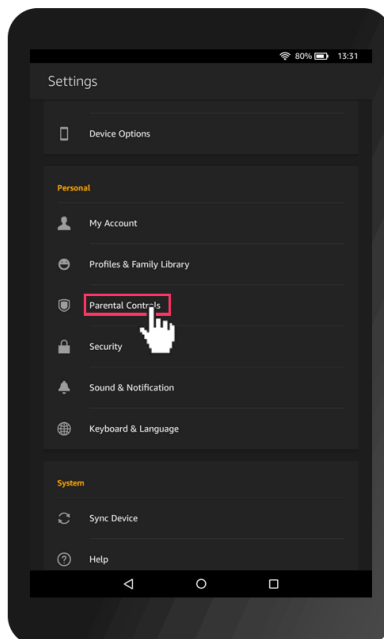 80% 13:31
Settings
Device Options
Personal
My Account
Profiles & Family Library
Parental Controls
Security
Sound & Notification
Keyboard & Language
System
Sync Device
Help